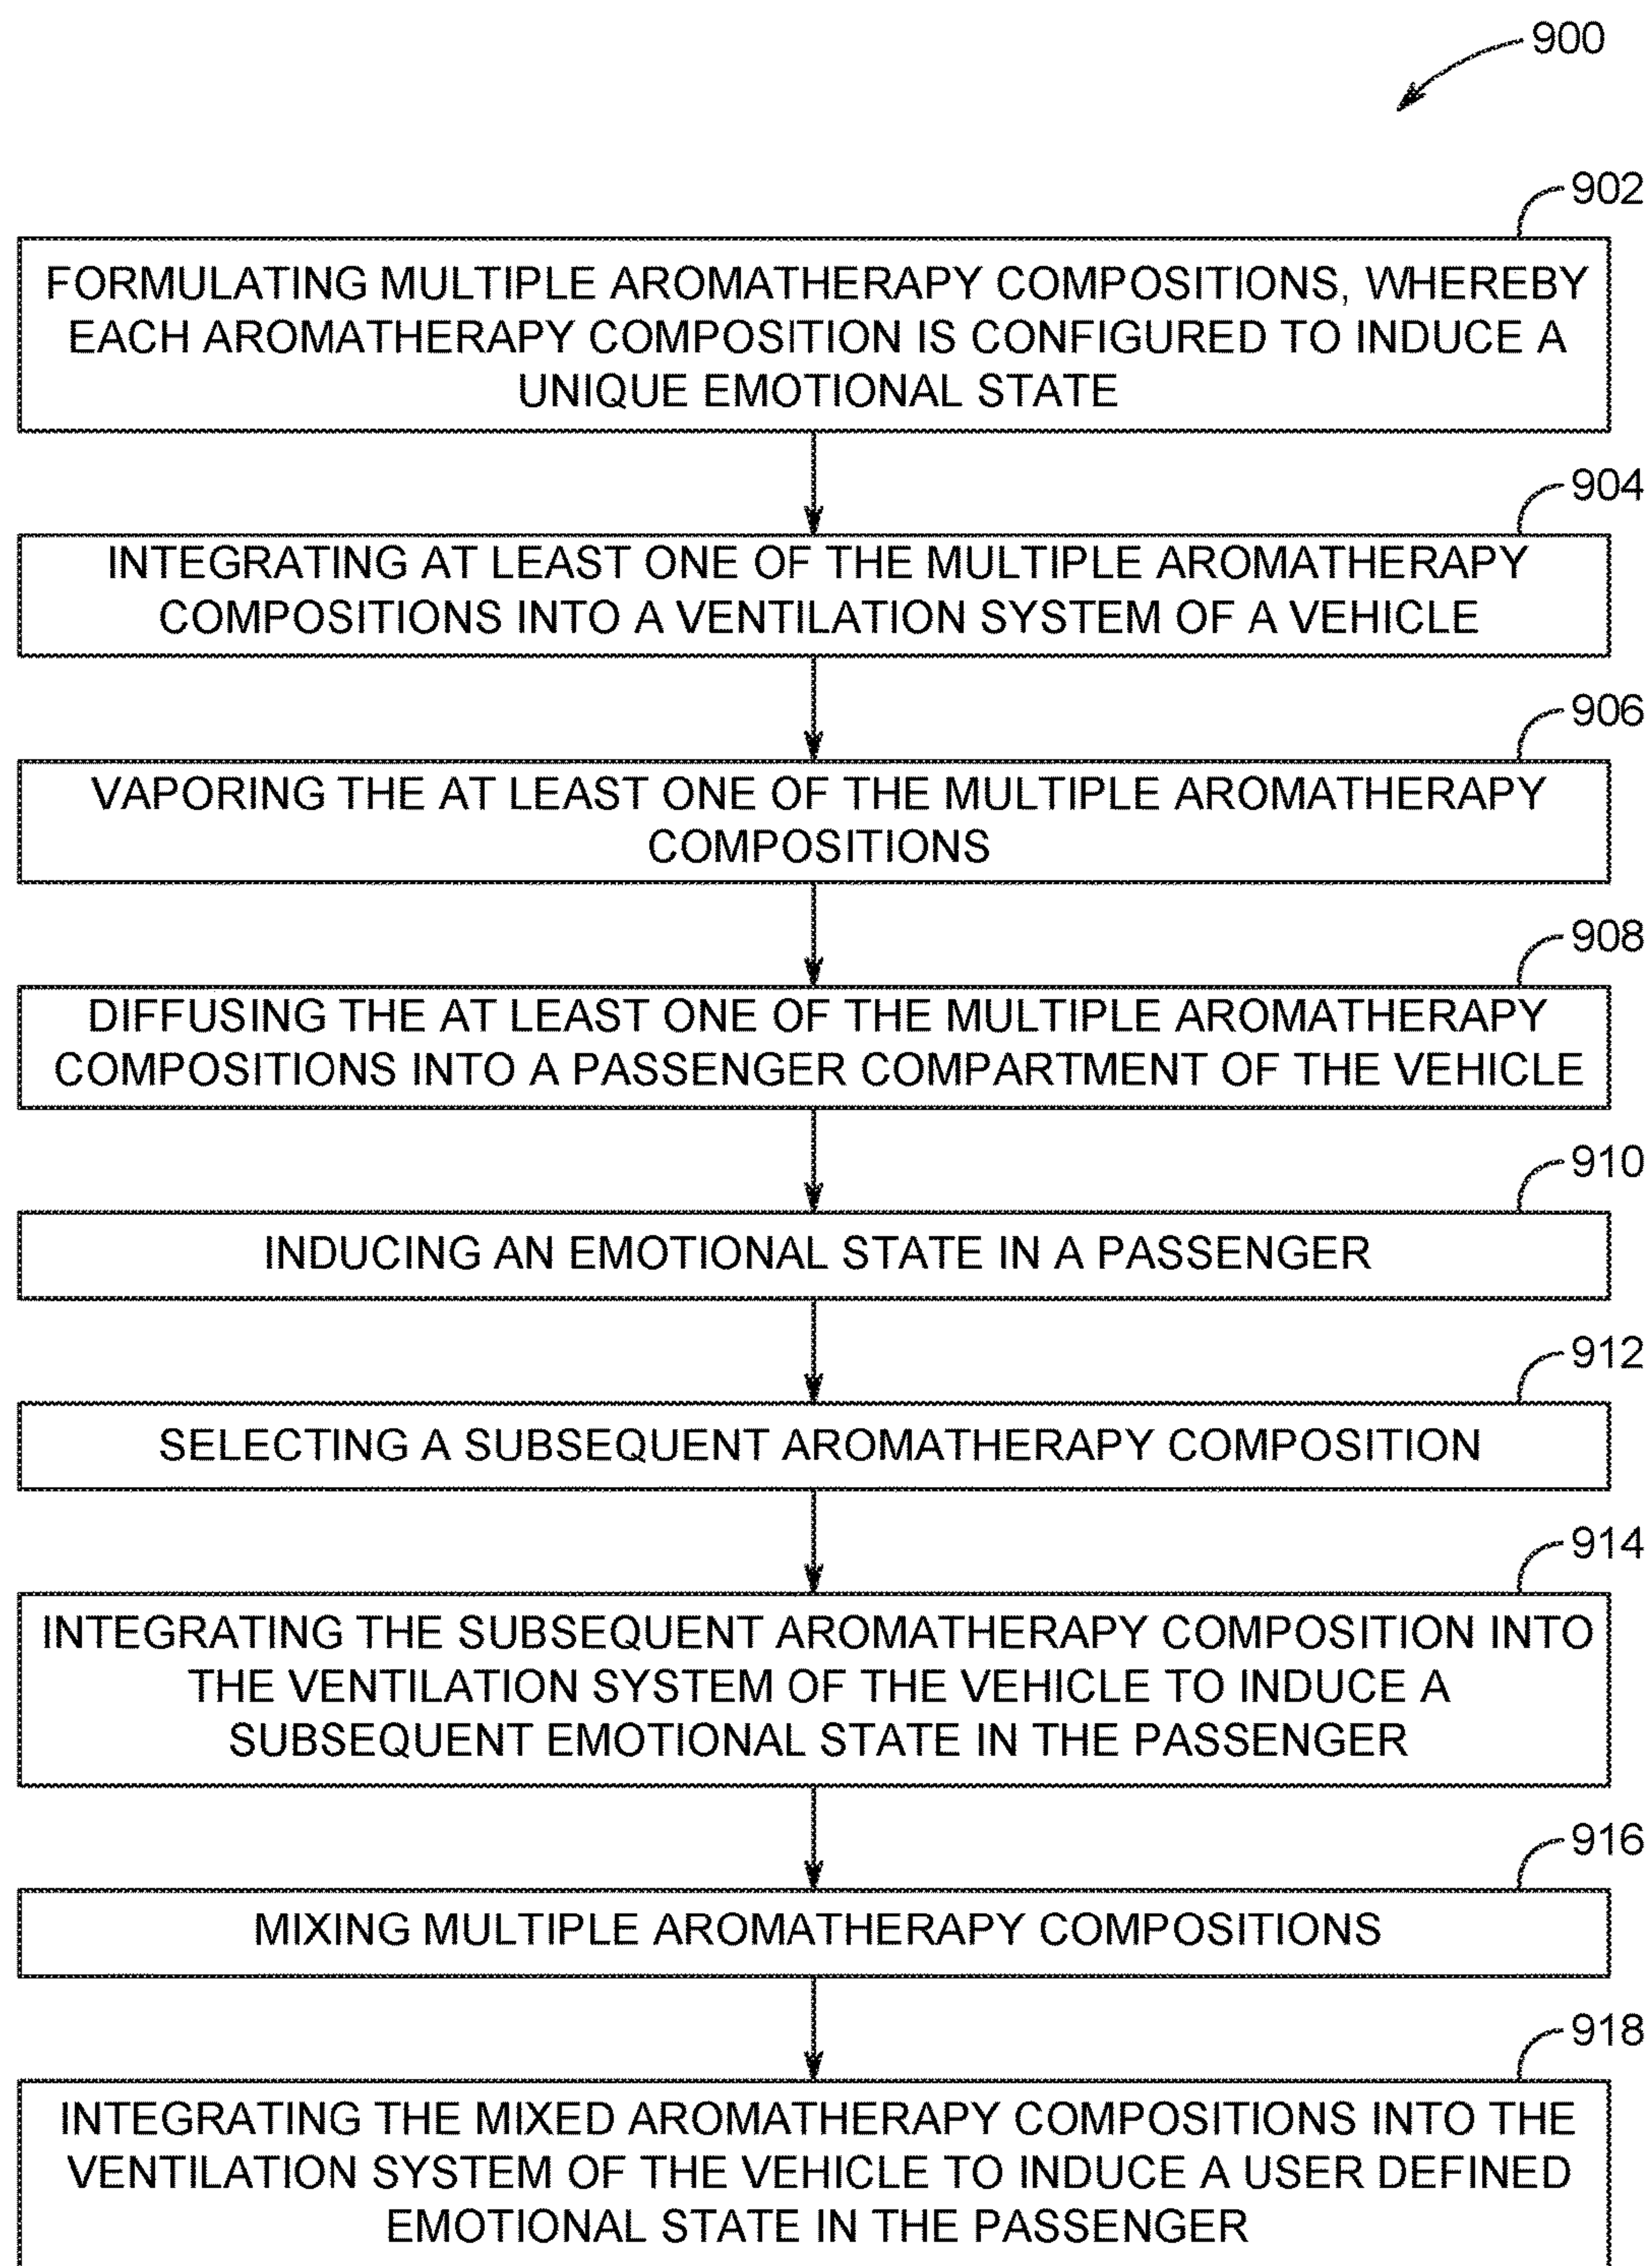 900
902
FORMULATING MULTIPLE AROMATHERAPY COMPOSITIONS, WHEREBY
EACH AROMATHERAPY COMPOSITION IS CONFIGURED TO INDUCE A
UNIQUE EMOTIONAL STATE
904
INTEGRATING AT LEAST ONE OF THE MULTIPLE AROMATHERAPY
COMPOSITIONS INTO A VENTILATION SYSTEM OF A VEHICLE
906
VAPORING THE AT LEAST ONE OF THE MULTIPLE AROMATHERAPY
COMPOSITIONS
908
DIFFUSING THE AT LEAST ONE OF THE MULTIPLE AROMATHERAPY
COMPOSITIONS INTO A PASSENGER COMPARTMENT OF THE VEHICLE
910
INDUCING AN EMOTIONAL STATE IN A PASSENGER
912
SELECTING A SUBSEQUENT AROMATHERAPY COMPOSITION
914
INTEGRATING THE SUBSEQUENT AROMATHERAPY COMPOSITION INTO
THE VENTILATION SYSTEM OF THE VEHICLE TO INDUCE A
SUBSEQUENT EMOTIONAL STATE IN THE PASSENGER
916
MIXING MULTIPLE AROMATHERAPY COMPOSITIONS
918
INTEGRATING THE MIXED AROMATHERAPY COMPOSITIONS INTO THE
VENTILATION SYSTEM OF THE VEHICLE TO INDUCE A USER DEFINED
EMOTIONAL STATE IN THE PASSENGER